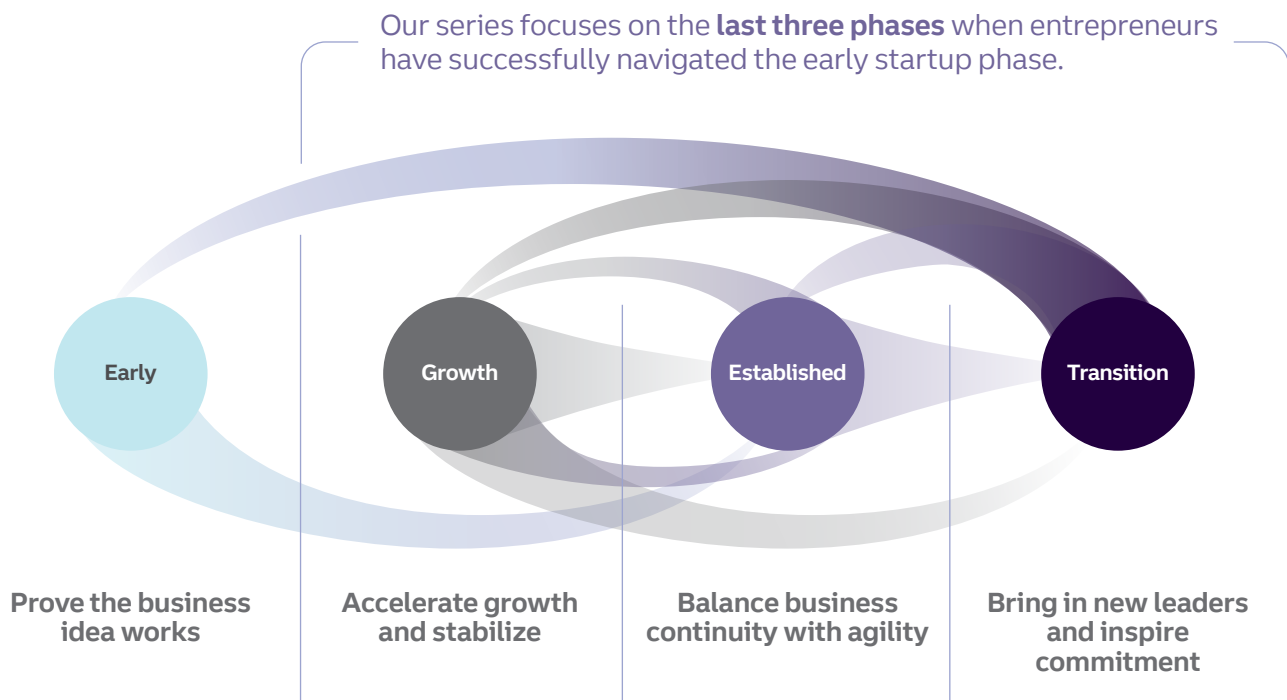 Our series focuses on the last three phases when entrepreneurs
have successfully navigated the early startup phase.
Early
Growth
Established
Transition
Prove the business
idea works
Accelerate growth
and stabilize
Balance business
continuity with agility
Bring in new leaders
and inspire
commitment